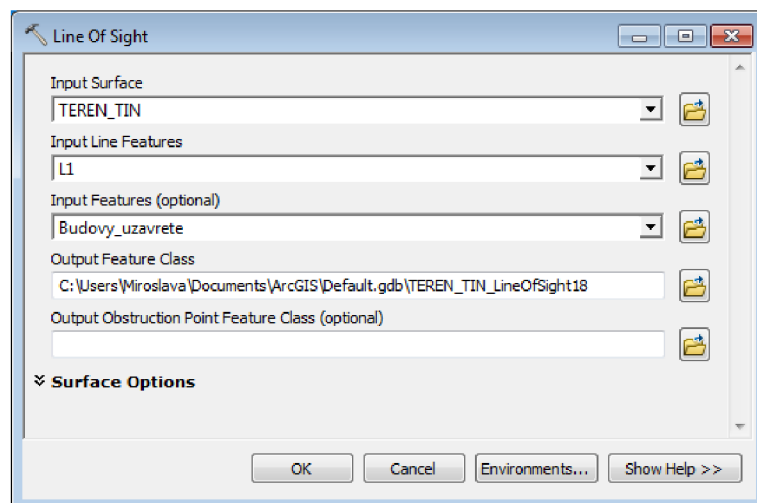 Line Of Sight
Input Surface
TEREN_TIN
Input Line Features
L1
Input Features (optional)
Budovy_uzavrete
Output Feature Class
C:\Users\Miroslava\Documents\ArcGIS\Default.gdb\TEREN_TIN_LineOfSight18
Output Obstruction Point Feature Class (optional)
Surface Options
OK Cancel Environments... Show Help >>